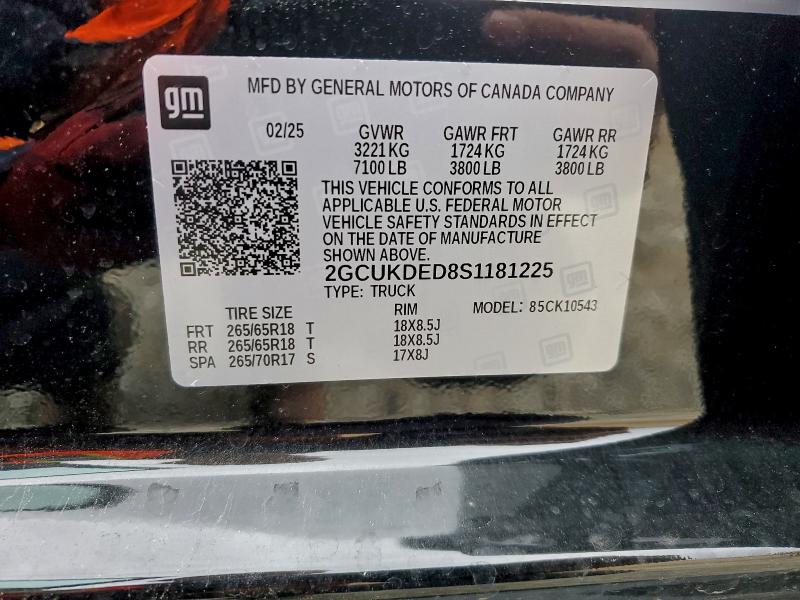 gm
MFD BY GENERAL MOTORS OF CANADA COMPANY
02/25 GVWR GAWR FRT GAWR RR
3221 KG 1724 KG 1724 KG
7100 LB 3800 LB 3800 LB
THIS VEHICLE CONFORMS TO ALL
APPLICABLE U.S. FEDERAL MOTOR
VEHICLE SAFETY STANDARDS IN EFFECT
ON THE DATE OF MANUFACTURE
SHOWN ABOVE.
2GCUKDED8S1181225
TYPE: TRUCK MODEL: 85CK10543
TIRE SIZE RIM
FRT 265/65R18 T 18X8.5J
RR 265/65R18 T 18X8.5J
SPA 265/70R17 S 17X8J